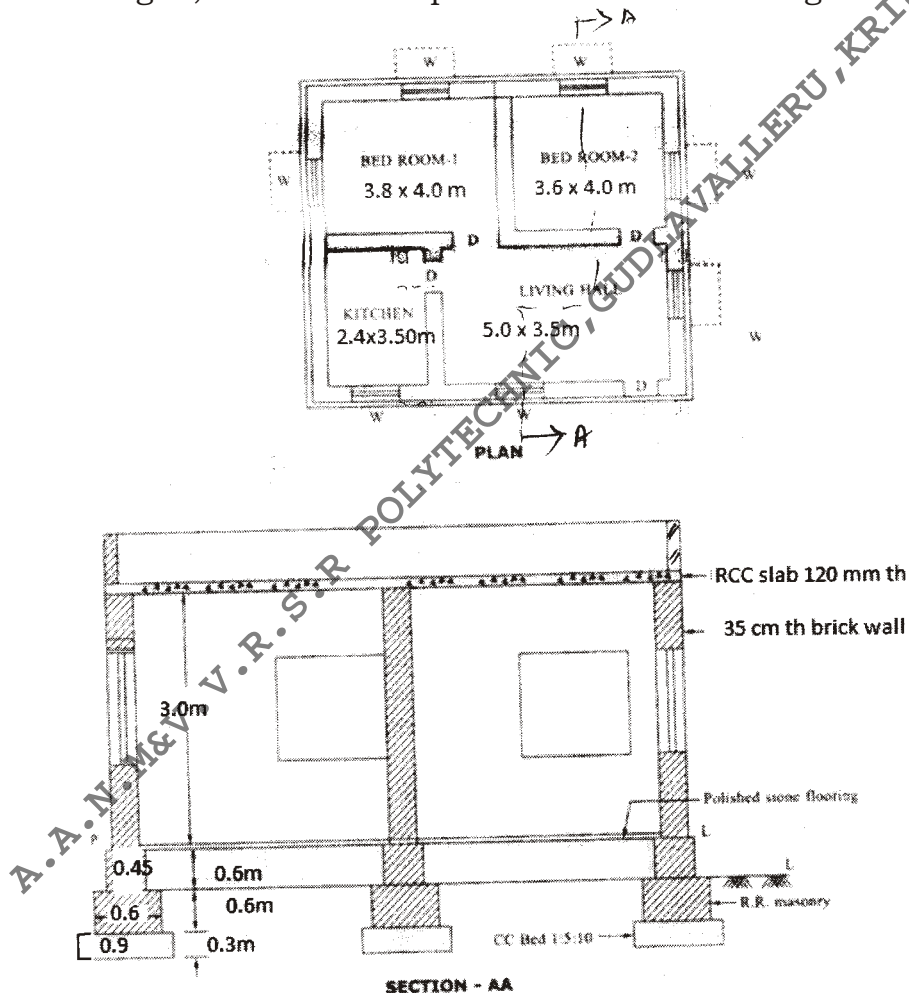 A
W
W
BED ROOM-1
3.8 x 4.0 m
BED ROOM-2
3.6 x 4.0 m
W
W
D
D
D
LIVING HALL
5.0 x 3.5m
KITCHEN
2.4x3.50m
W
D
W
W
A
PLAN
RCC slab 120 mm th
35 cm th brick wall
3.0m
Polished stone flooring
P
L
0.45
0.6m
L
0.6
0.6m
R.R. masonry
0.9
0.3m
CC Bed 1:5:10
SECTION - AA
A.A.N.M&V.V.R.S.R POLYTECHNIC,GUDLAVALLERU,